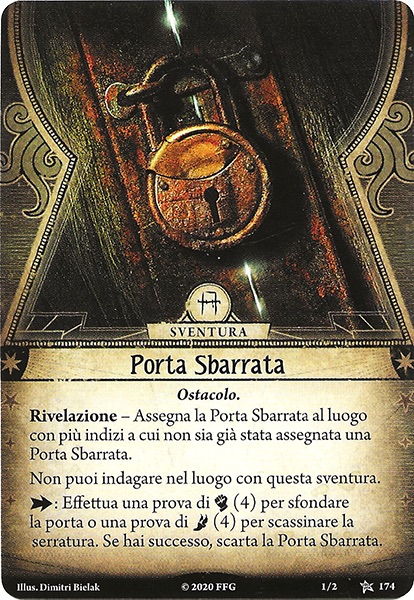 SVENTURA
Porta Sbarrata
Ostacolo.
Rivelazione – Assegna la Porta Sbarrata al luogo
con più indizi a cui non sia già stata assegnata una
Porta Sbarrata.
Non puoi indagare nel luogo con questa sventura.
: Effettua una prova di (4) per sfondare
la porta o una prova di (4) per scassinare la
serratura. Se hai successo, scarta la Porta Sbarrata.
Illus. Dimitri Bielak © 2020 FFG 1/2 174